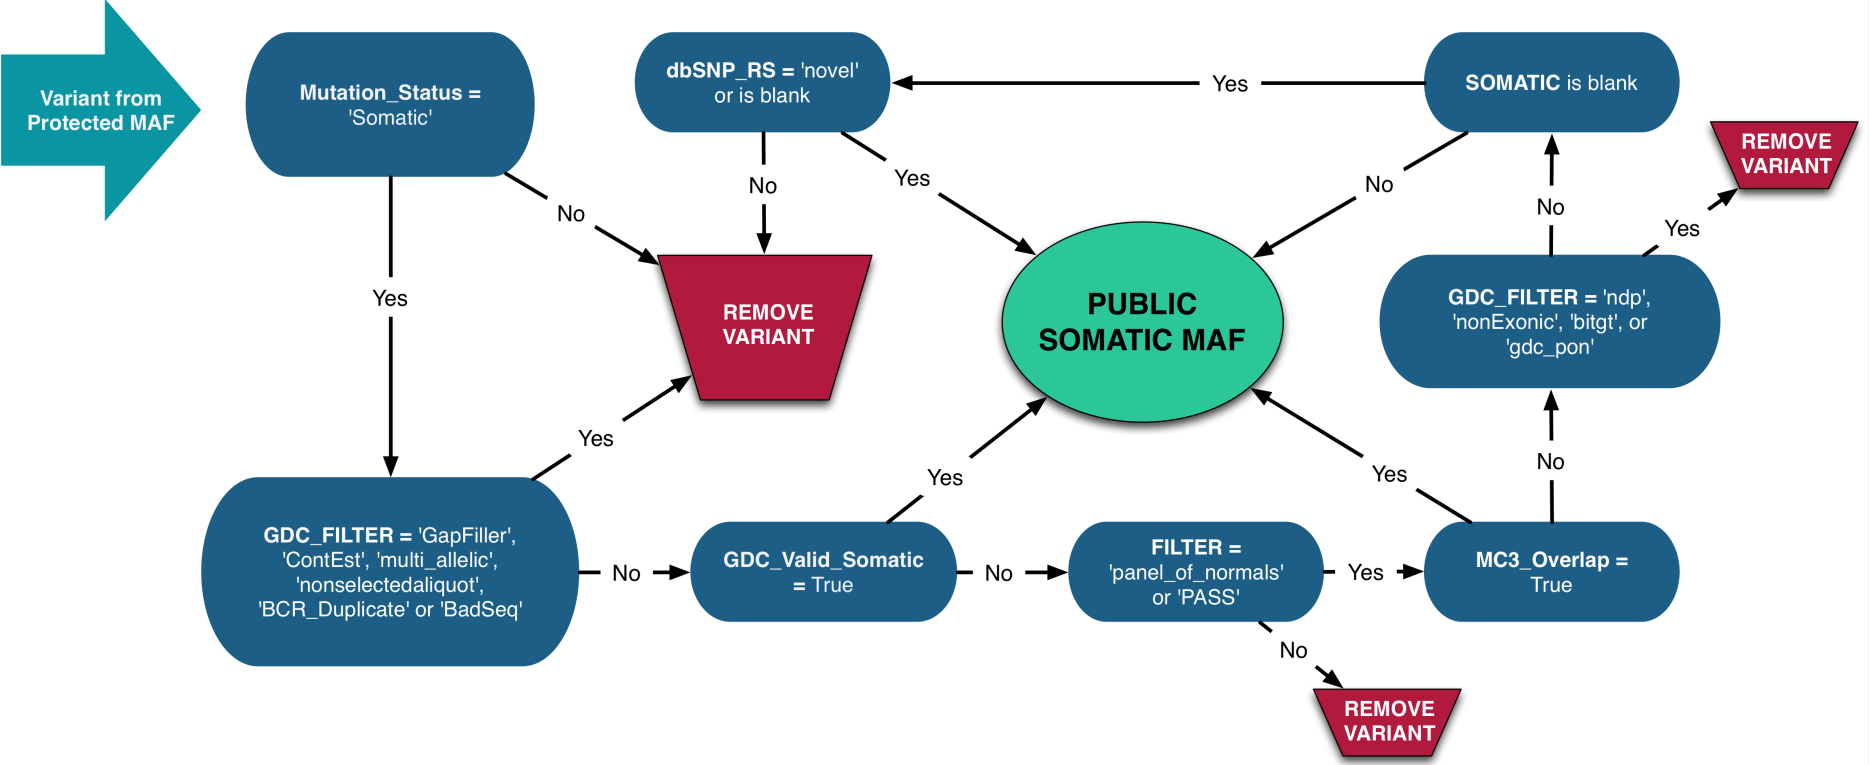 Variant from
Protected MAF
Mutation_Status =
'Somatic'
No
Yes
dbSNP_RS = 'novel'
or is blank
No
Yes
Yes
SOMATIC is blank
No
REMOVE
VARIANT
Yes
No
GDC_FILTER = 'ndp',
'nonExonic', 'bitgt', or
'gdc_pon'
REMOVE
VARIANT
PUBLIC
SOMATIC MAF
Yes
Yes
Yes
No
GDC_FILTER = 'GapFiller',
'ContEst', 'multi_allelic',
'nonselectedaliquot',
'BCR_Duplicate' or 'BadSeq'
No
GDC_Valid_Somatic
= True
No
FILTER =
'panel_of_normals'
or 'PASS'
Yes
MC3_Overlap =
True
No
REMOVE
VARIANT